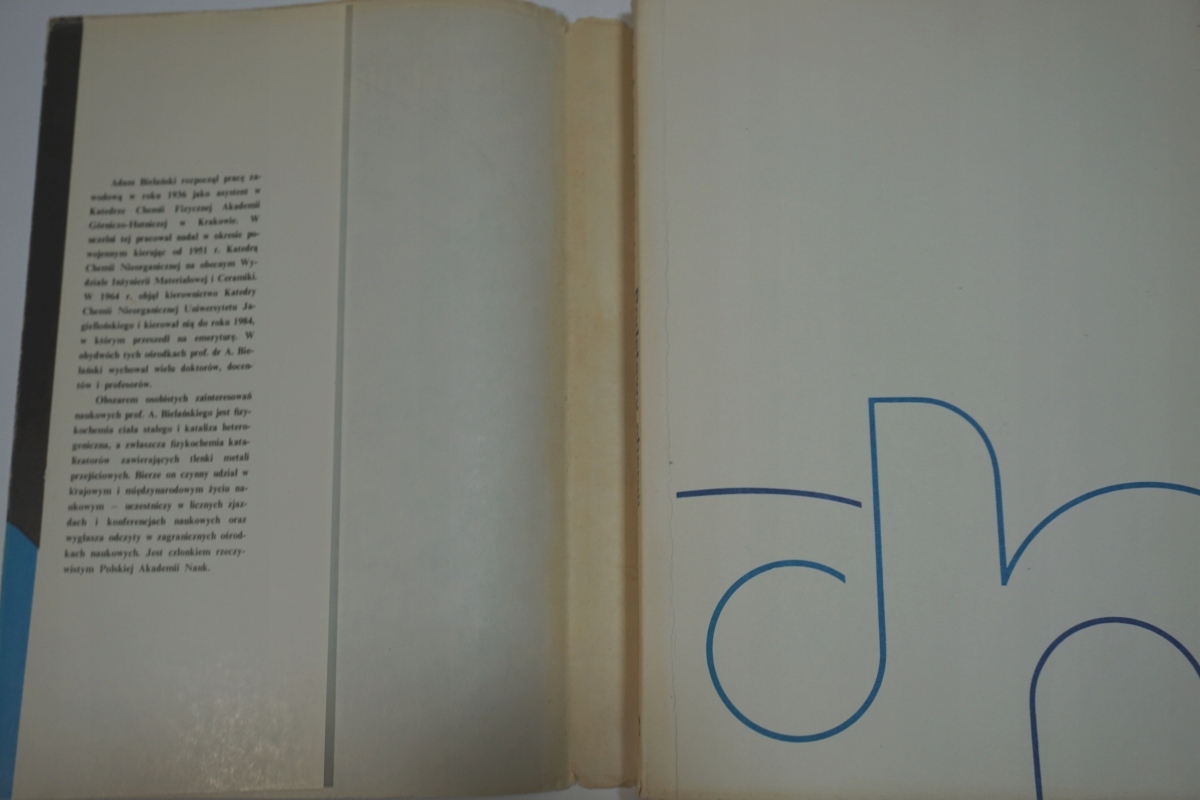 Adam Bielański rozpoczął pracę za-
wodową w roku 1936 jako asystent w
Katedrze Chemii Fizycznej Akademii
Górniczo-Hutniczej w Krakowie. W
uczelni tej pracował nadal w okresie po-
wojennym kierując od 1951 r. Katedrą
Chemii Nieorganicznej na obecnym Wy-
dziale Inżynierii Materiałowej i Ceramiki.
W 1964 r. objął kierownictwo Katedry
Chemii Nieorganicznej Uniwersytetu Ja-
giellońskiego i kierował nią do roku 1984,
w którym przeszedł na emeryturę. W
obydwóch tych ośrodkach prof. dr A. Bie-
lański wychował wielu doktorów, docen-
tów i profesorów.
Obszarem osobistych zainteresowań
naukowych prof. A. Bielańskiego jest fizy-
kochemia ciała stałego i kataliza hetero-
geniczna, a zwłaszcza fizykochemia kata-
lizatorów zawierających tlenki metali
przejściowych. Bierze on czynny udział w
krajowym i międzynarodowym życiu na-
ukowym — uczestniczy w licznych zjaz-
dach i konferencjach naukowych oraz
wygłasza odczyty w zagranicznych ośrod-
kach naukowych. Jest członkiem rzeczy-
wistym Polskiej Akademii Nauk.